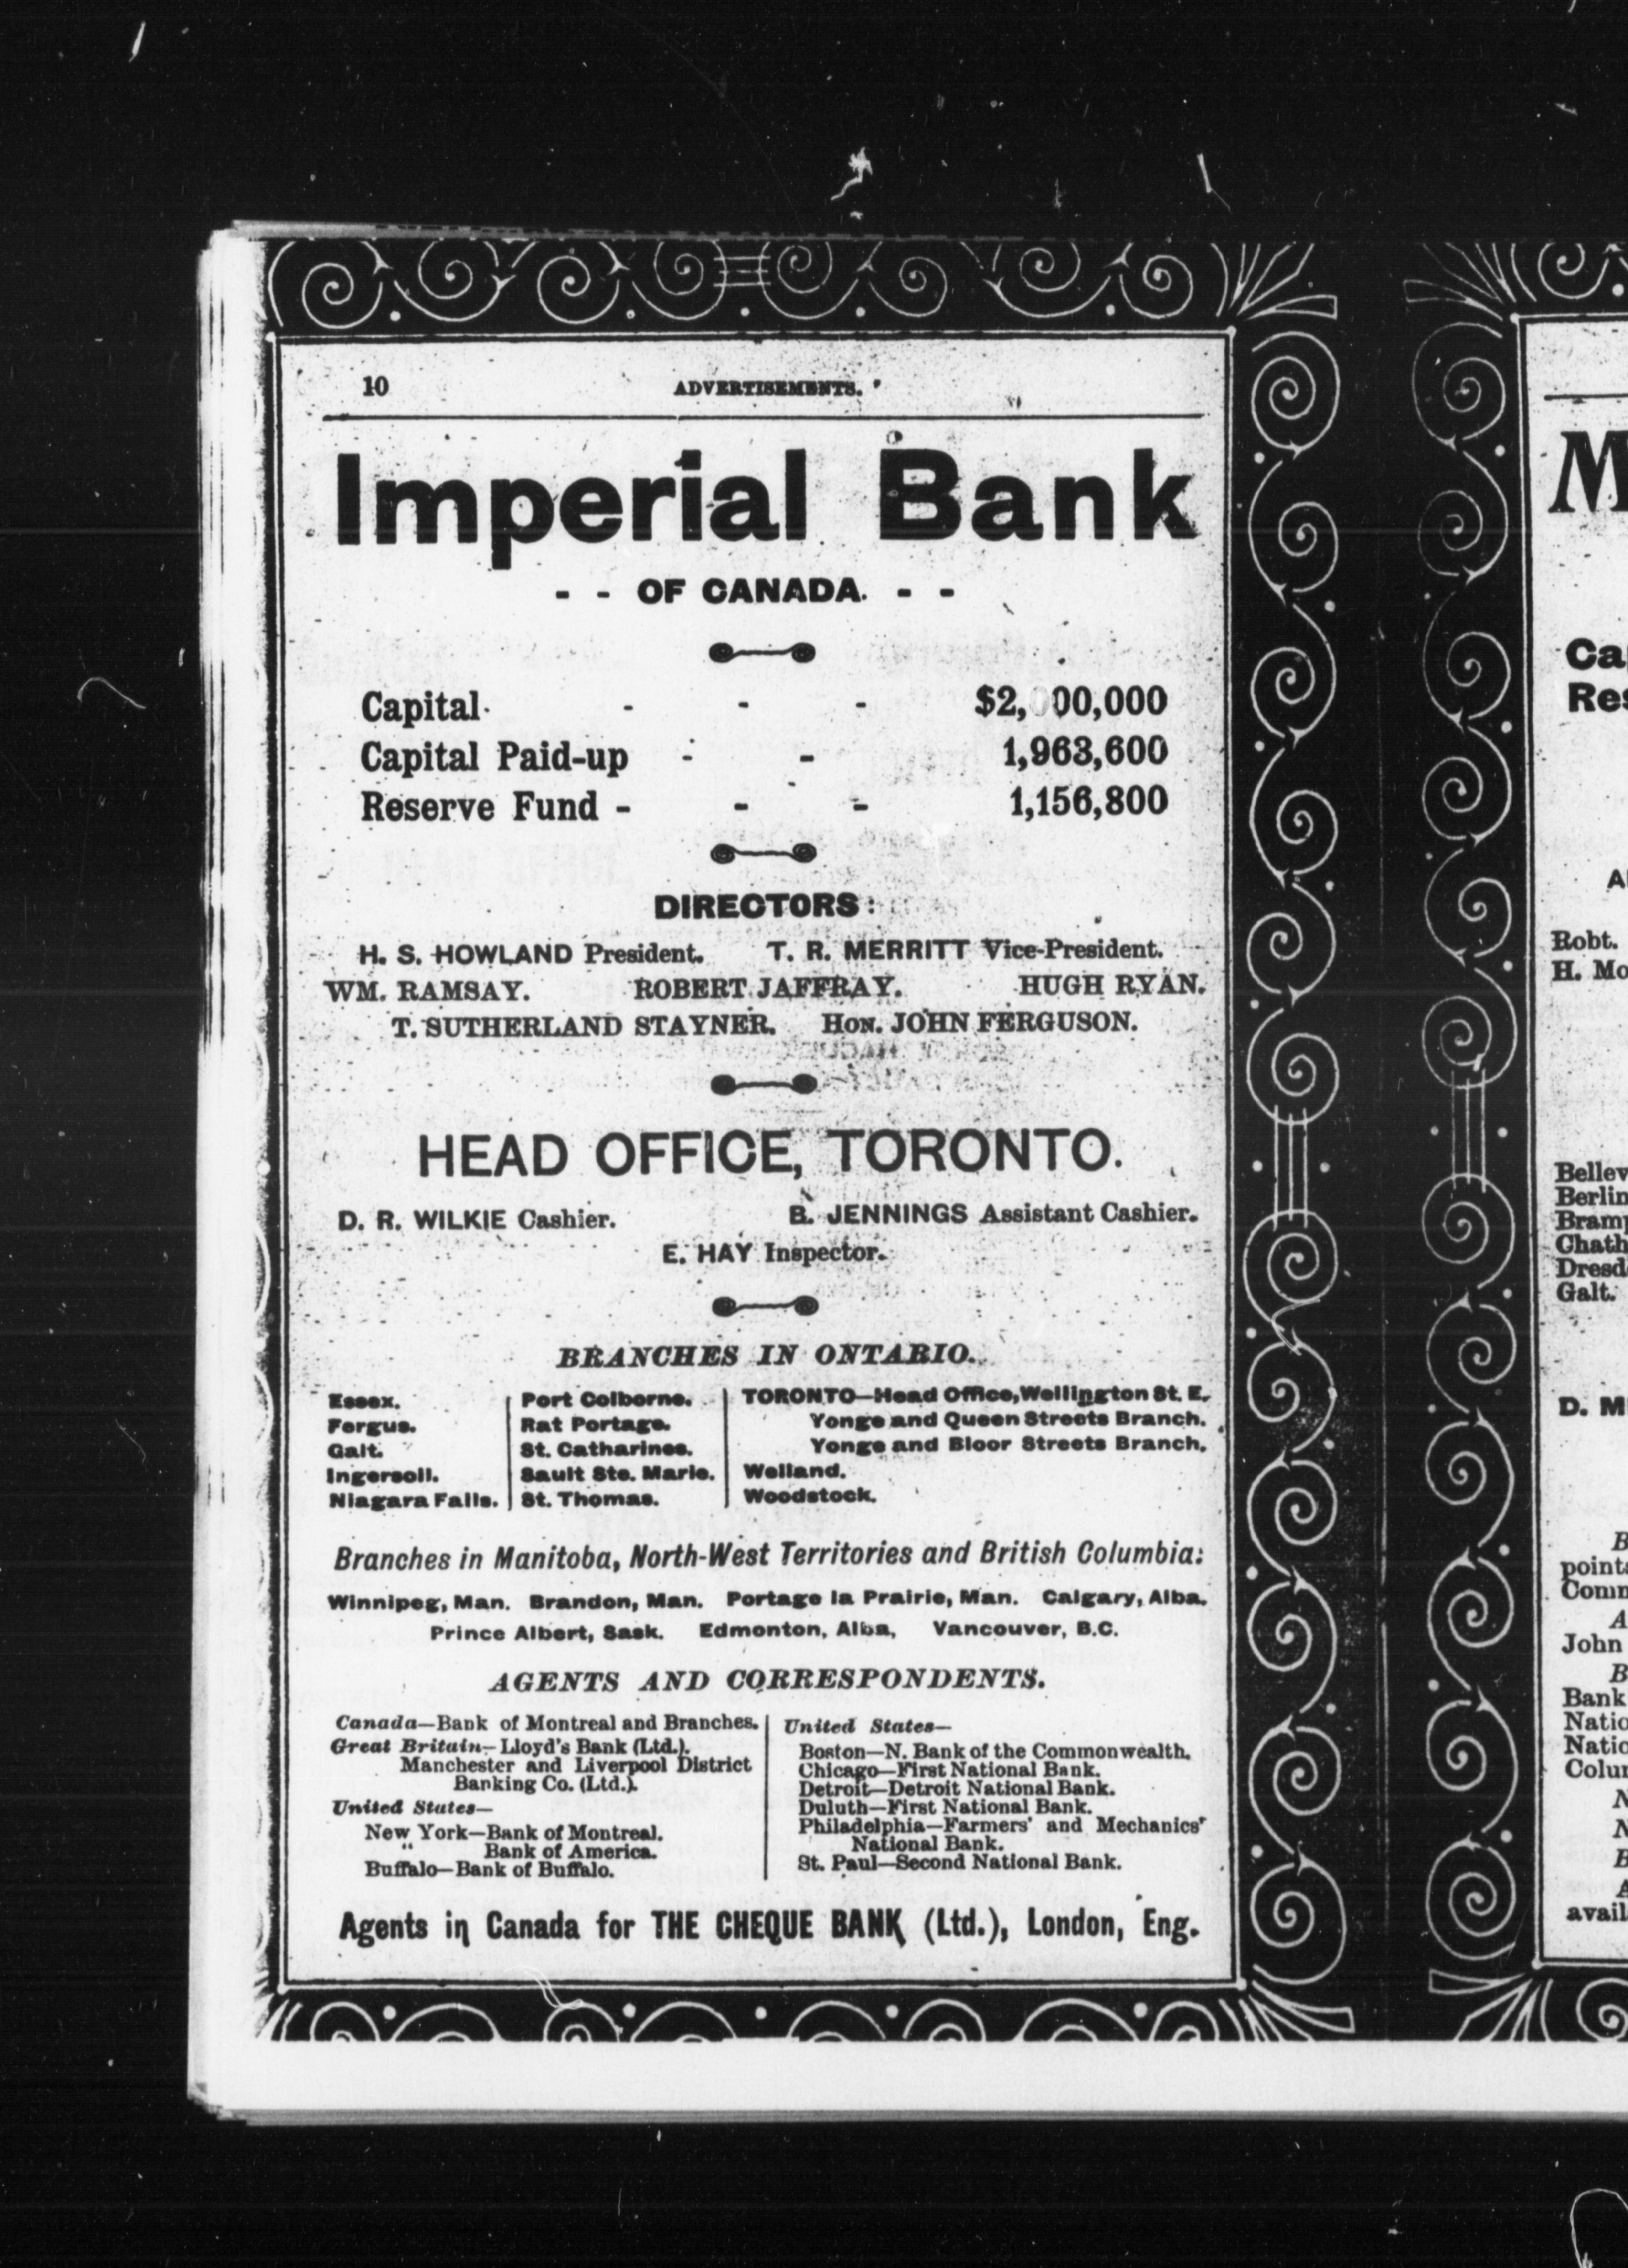 10
ADVERTISEMENTS.
Imperial Bank
- - OF CANADA. - -
Capital - - - $2,000,000
Capital Paid-up - - 1,963,600
Reserve Fund - - - 1,156,800
DIRECTORS:
H. S. HOWLAND President. T. R. MERRITT Vice-President.
WM. RAMSAY. ROBERT JAFFRAY. HUGH RYAN.
T. SUTHERLAND STAYNER. HON. JOHN FERGUSON.
HEAD OFFICE, TORONTO.
D. R. WILKIE Cashier. B. JENNINGS Assistant Cashier.
E. HAY Inspector.
BRANCHES IN ONTARIO.
Essex.
Fergus.
Galt.
Ingersoll.
Niagara Falls.
Port Colborne.
Rat Portage.
St. Catharines.
Sault Ste. Marie.
St. Thomas.
TORONTO—Head Office, Wellington St. E.
Yonge and Queen Streets Branch.
Yonge and Bloor Streets Branch.
Welland.
Woodstock.
Branches in Manitoba, North-West Territories and British Columbia:
Winnipeg, Man. Brandon, Man. Portage la Prairie, Man. Calgary, Alba.
Prince Albert, Sask. Edmonton, Alba, Vancouver, B.C.
AGENTS AND CORRESPONDENTS.
Canada—Bank of Montreal and Branches.
Great Britain—Lloyd's Bank (Ltd.).
Manchester and Liverpool District
Banking Co. (Ltd.).
United States—
New York—Bank of Montreal.
" Bank of America.
Buffalo—Bank of Buffalo.
United States—
Boston—N. Bank of the Commonwealth.
Chicago—First National Bank.
Detroit—Detroit National Bank.
Duluth—First National Bank.
Philadelphia—Farmers' and Mechanics'
National Bank.
St. Paul—Second National Bank.
Agents in Canada for THE CHEQUE BANK (Ltd.), London, Eng.
M
Ca
Res
Robt.
H. Mo
Bellev
Berlin
Bramp
Chath
Dresd
Galt.
D. M
B
points
Comm
A
John
B
Bank
Natio
Natio
Colum
N
N
B
A
avail